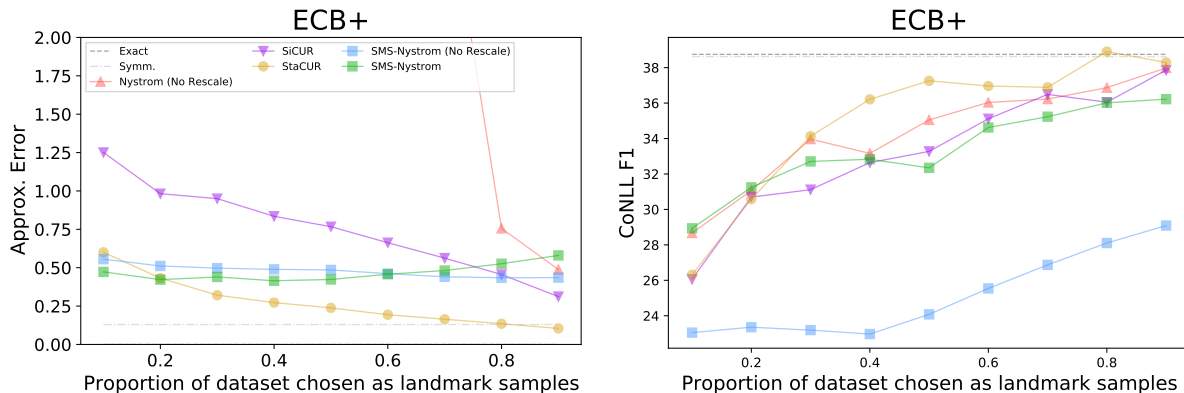 ECB+
2.00
1.75
1.50
1.25
1.00
0.75
0.50
0.25
0.00
Approx. Error
Exact
Symm.
Nystrom (No Rescale)
SiCUR
StaCUR
SMS-Nystrom (No Rescale)
SMS-Nystrom
0.2
0.4
0.6
0.8
Proportion of dataset chosen as landmark samples
ECB+
38
36
34
32
30
28
26
24
CoNLL F1
0.2
0.4
0.6
0.8
Proportion of dataset chosen as landmark samples